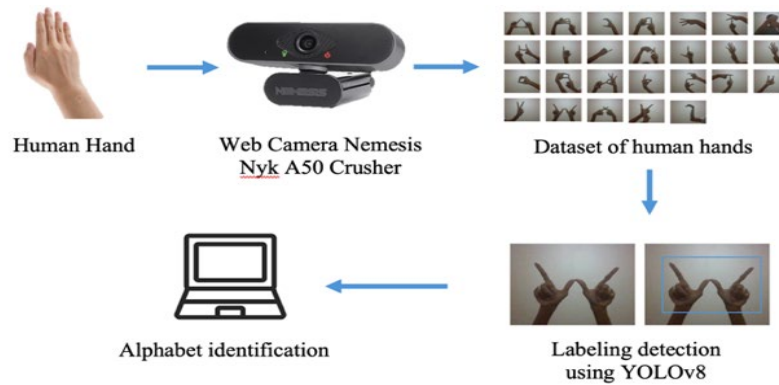 Human Hand
Web Camera Nemesis
Nyk A50 Crusher
Dataset of human hands
Labeling detection
using YOLOv8
Alphabet identification